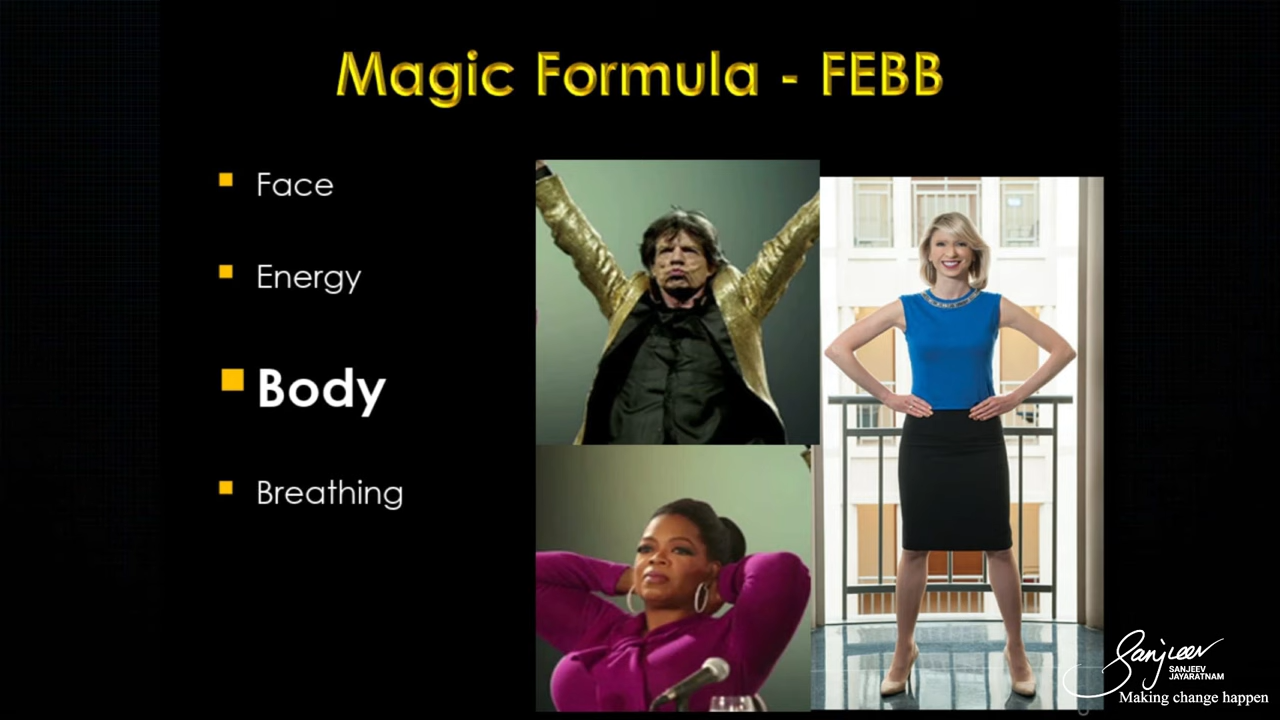 Magic Formula - FEBB
Face
Energy
Body
Breathing
Sanjeev
SANJEEV
JAYARATNAM
Making change happen